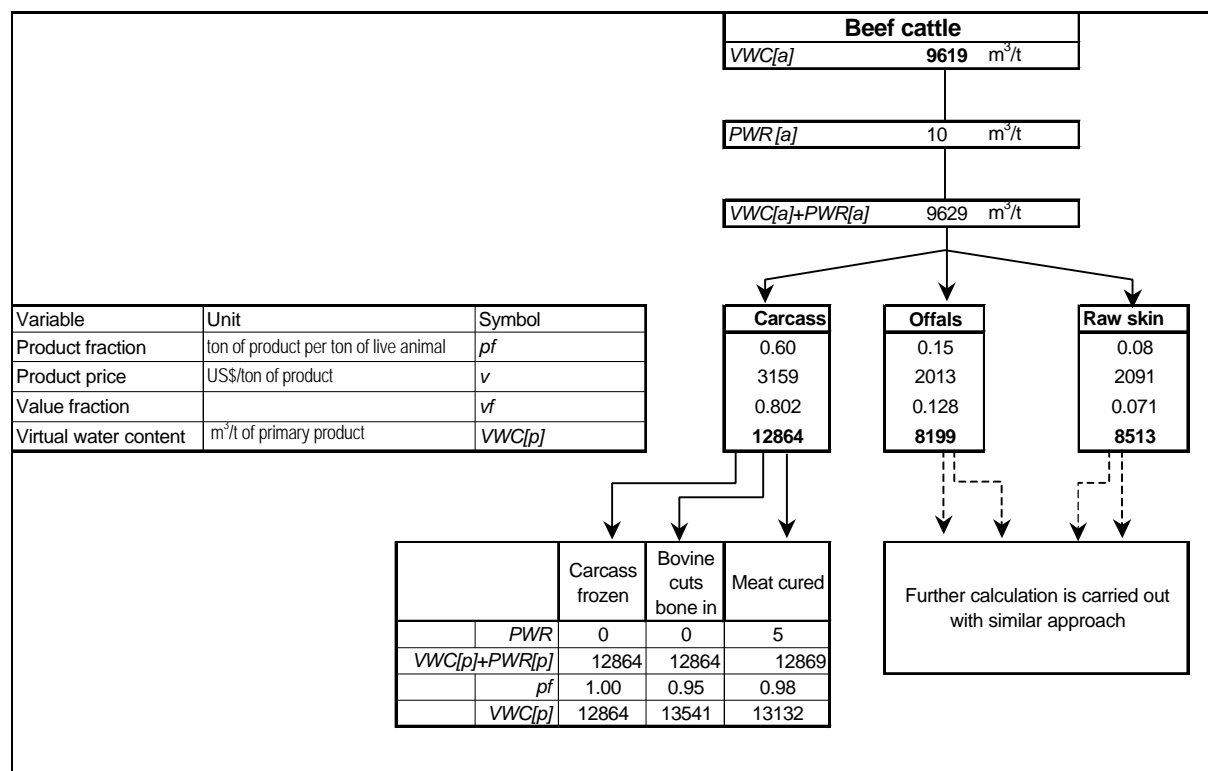 Beef cattle
VWC[a] 9619 m³/t
PWR[a] 10 m³/t
VWC[a]+PWR[a] 9629 m³/t
Variable Unit Symbol
Product fraction ton of product per ton of live animal pf
Product price US$/ton of product v
Value fraction vf
Virtual water content m³/t of primary product VWC[p]
Carcass Offals Raw skin
0.60 0.15 0.08
3159 2013 2091
0.802 0.128 0.071
12864 8199 8513
Carcass frozen Bovine cuts bone in Meat cured
PWR 0 0 5
VWC[p]+PWR[p] 12864 12864 12869
pf 1.00 0.95 0.98
VWC[p] 12864 13541 13132
Further calculation is carried out
with similar approach